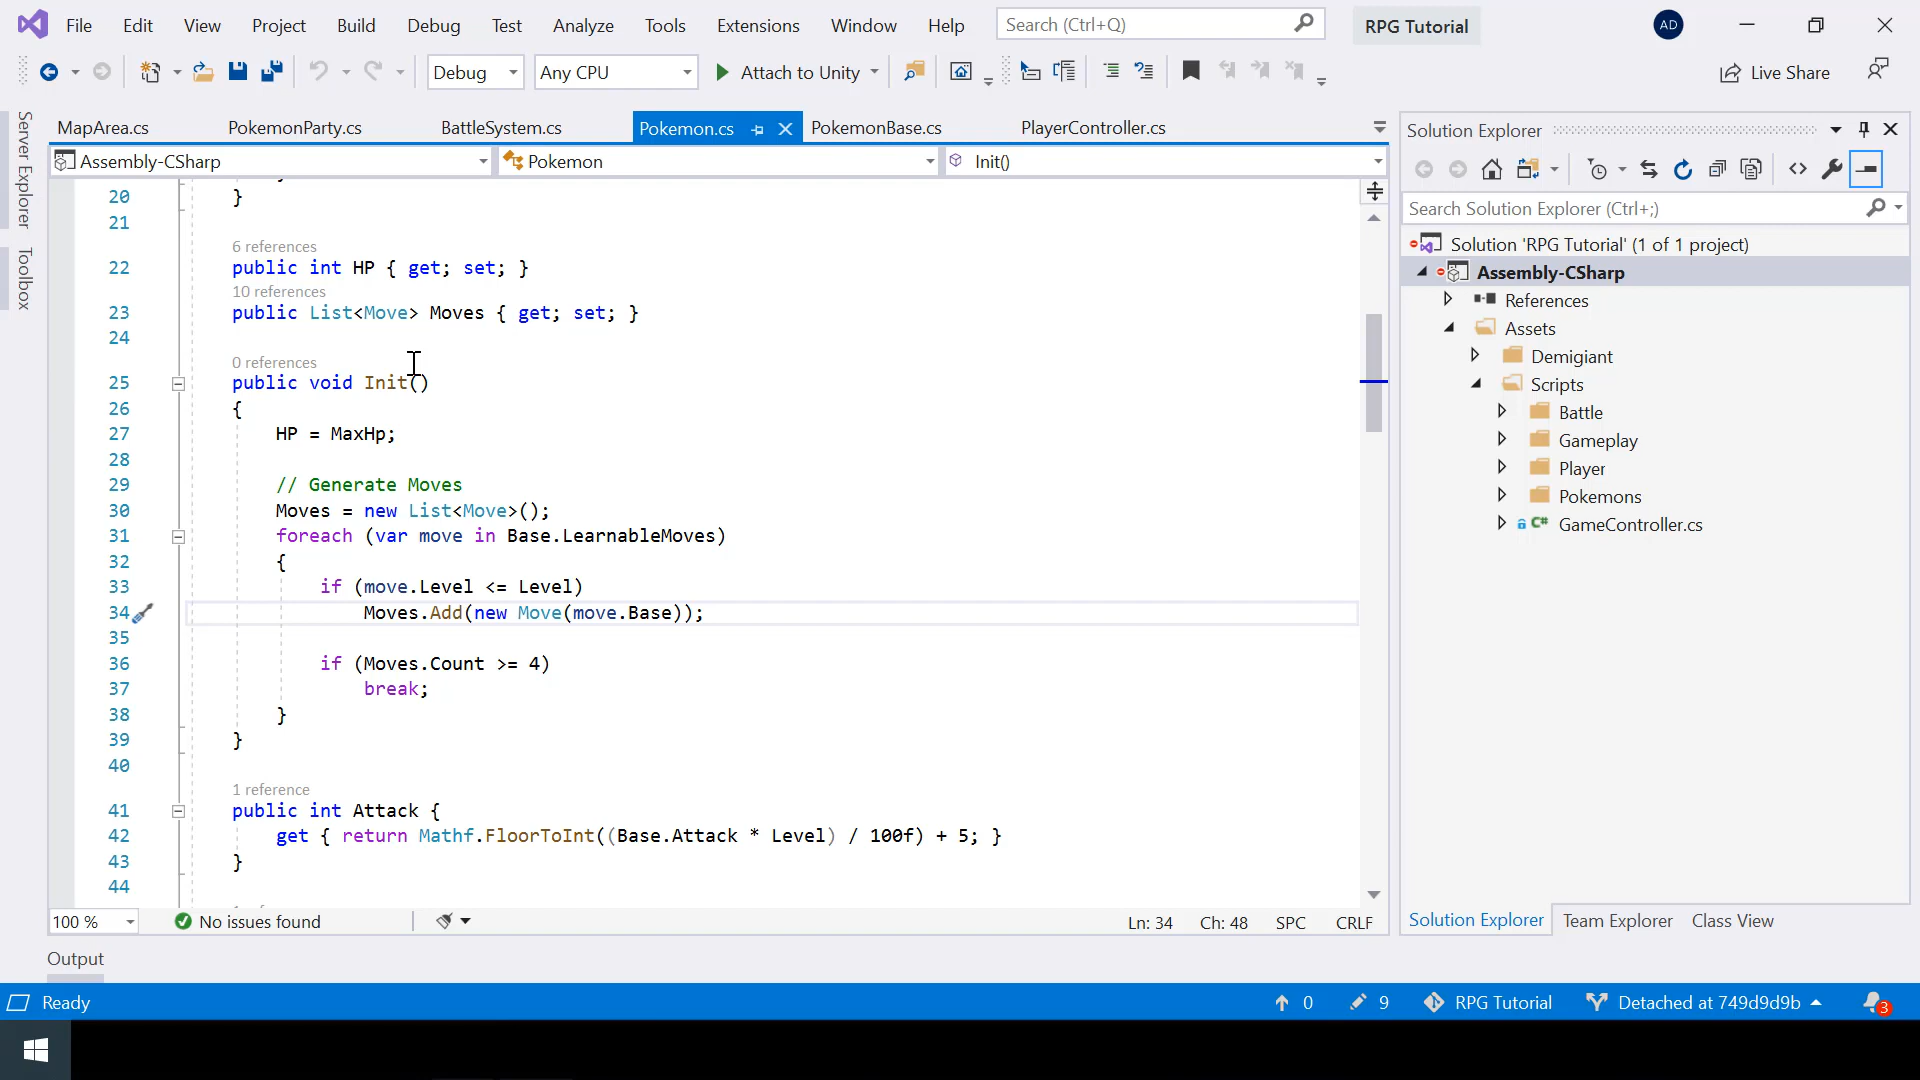 File Edit View Project Build Debug Test Analyze Tools Extensions Window Help Search (Ctrl+Q) RPG Tutorial AD
Debug Any CPU Attach to Unity Live Share
MapArea.cs PokemonParty.cs BattleSystem.cs Pokemon.cs PokemonBase.cs PlayerController.cs
Assembly-CSharp Pokemon Init()
Server Explorer
Toolbox
20 }
21
6 references
22 public int HP { get; set; }
10 references
23 public List<Move> Moves { get; set; }
24
0 references
25 public void Init()
26 {
27 HP = MaxHp;
28
29 // Generate Moves
30 Moves = new List<Move>();
31 foreach (var move in Base.LearnableMoves)
32 {
33 if (move.Level <= Level)
34 Moves.Add(new Move(move.Base));
35
36 if (Moves.Count >= 4)
37 break;
38 }
39 }
40
1 reference
41 public int Attack {
42 get { return Mathf.FloorToInt((Base.Attack * Level) / 100f) + 5; }
43 }
44
100 % No issues found Ln: 34 Ch: 48 SPC CRLF
Solution Explorer
Search Solution Explorer (Ctrl+;)
Solution 'RPG Tutorial' (1 of 1 project)
Assembly-CSharp
References
Assets
Demigiant
Scripts
Battle
Gameplay
Player
Pokemons
C# GameController.cs
Solution Explorer Team Explorer Class View
Output
Ready 0 9 RPG Tutorial Detached at 749d9d9b 3